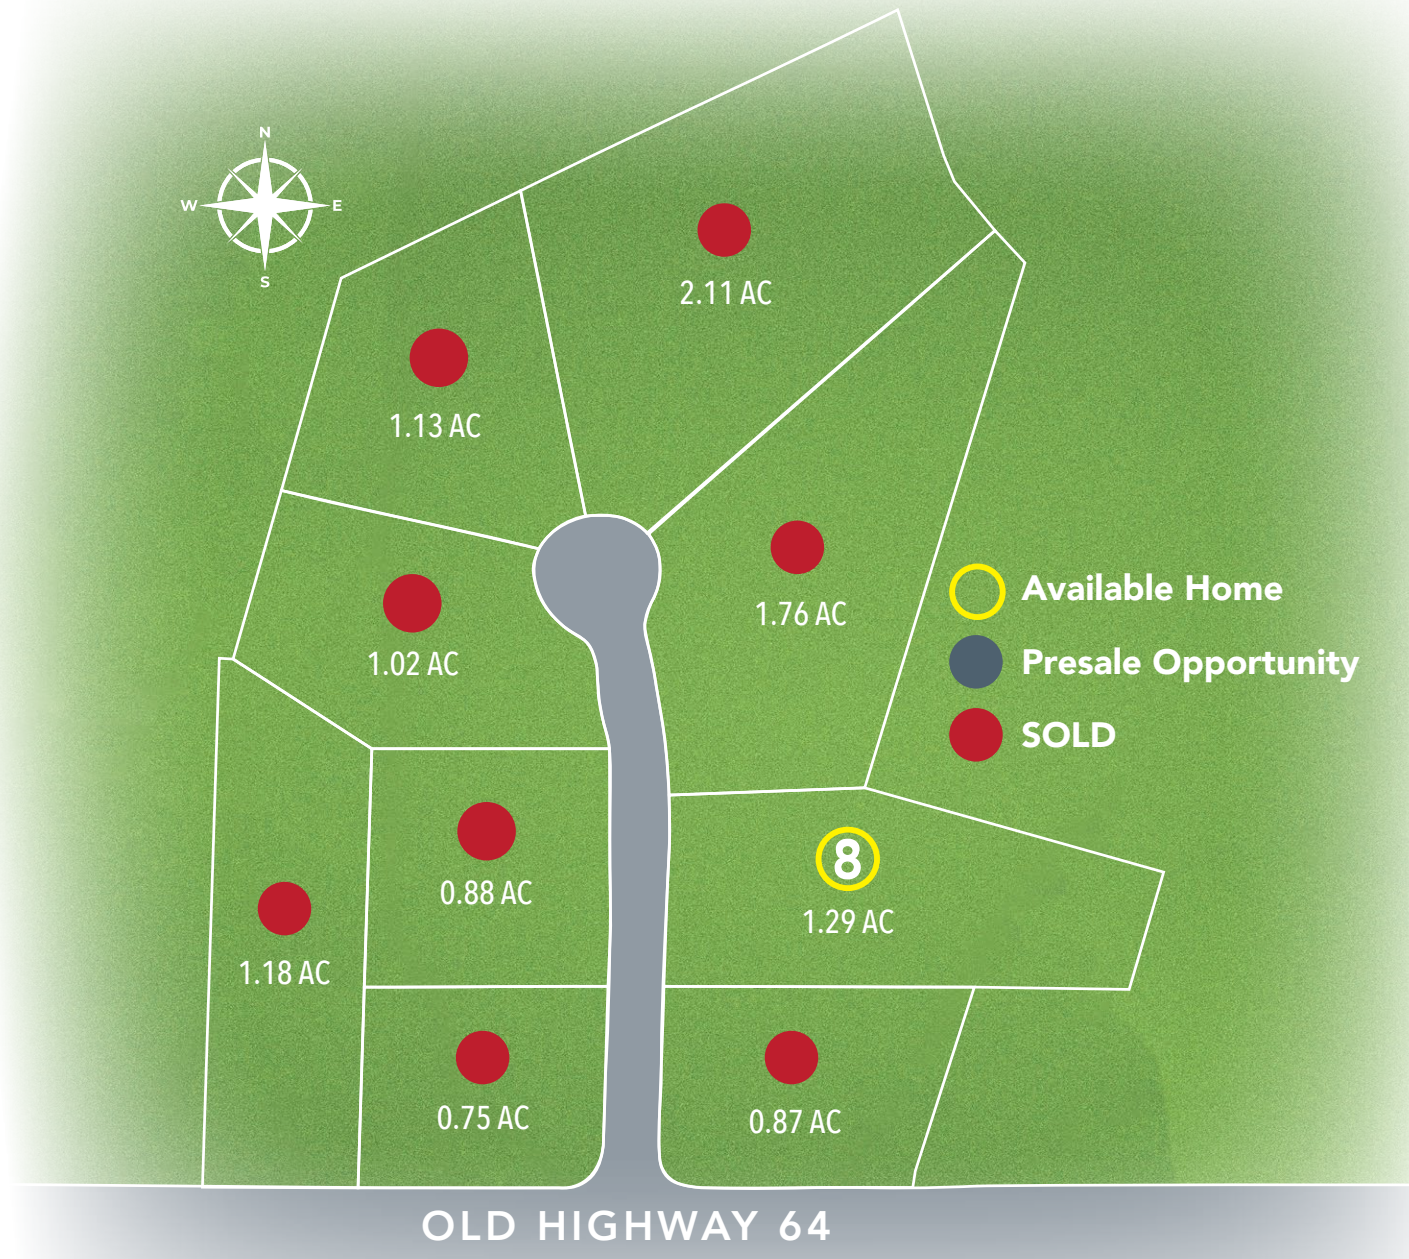 N
W
E
S
2.11 AC
1.13 AC
1.76 AC
1.02 AC
Available Home
Presale Opportunity
SOLD
8
1.29 AC
0.88 AC
1.18 AC
0.75 AC
0.87 AC
OLD HIGHWAY 64